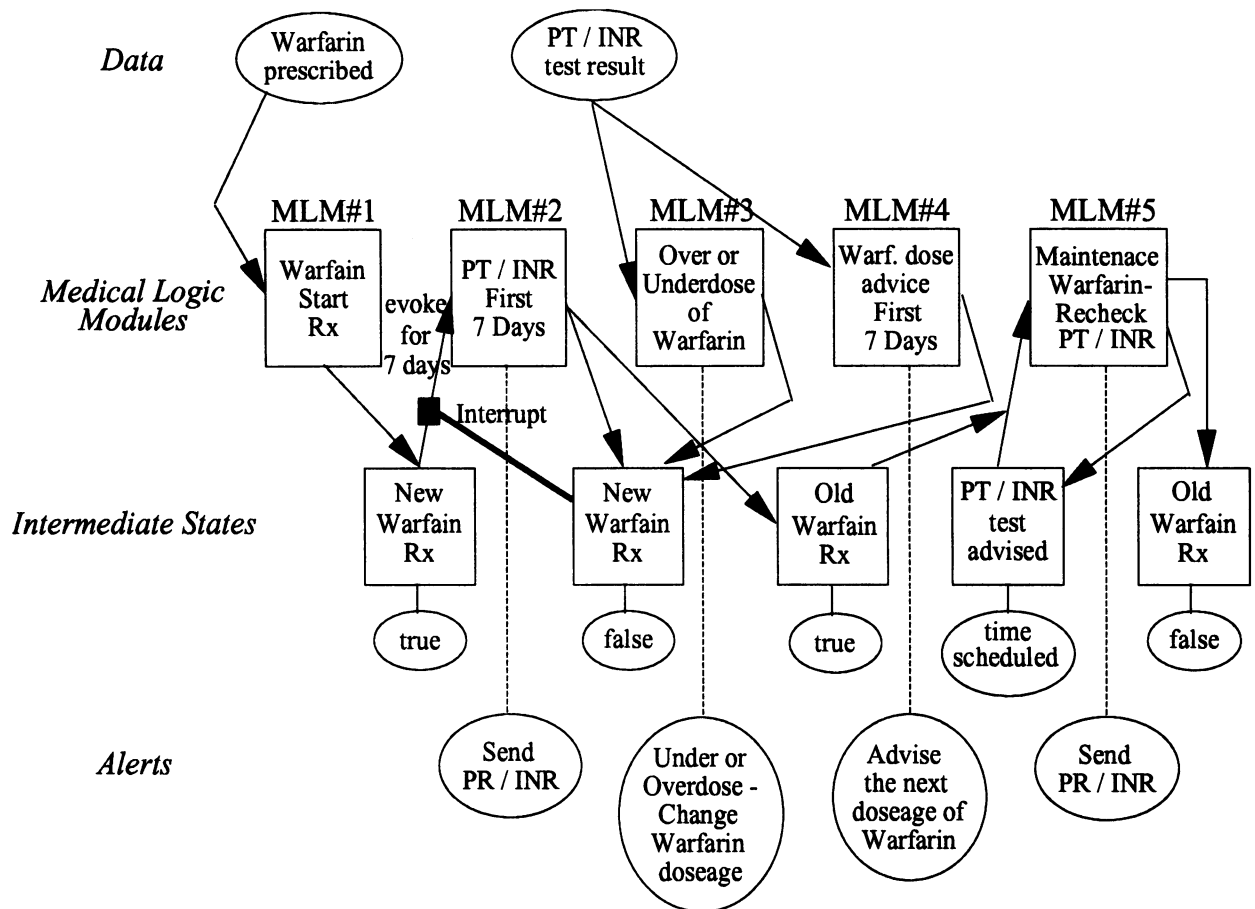 Data
Warfarin
prescribed
PT / INR
test result
MLM#1
MLM#2
MLM#3
MLM#4
MLM#5
Medical Logic
Modules
Warfain
Start
Rx
evoke
for
7 days
PT / INR
First
7 Days
Over or
Underdose
of
Warfarin
Warf. dose
advice
First
7 Days
Maintenace
Warfarin-
Recheck
PT / INR
Interrupt
Intermediate States
New
Warfain
Rx
New
Warfain
Rx
Old
Warfain
Rx
PT / INR
test
advised
Old
Warfain
Rx
true
false
true
time
scheduled
false
Alerts
Send
PR / INR
Under or
Overdose -
Change
Warfarin
doseage
Advise
the next
doseage of
Warfarin
Send
PR / INR